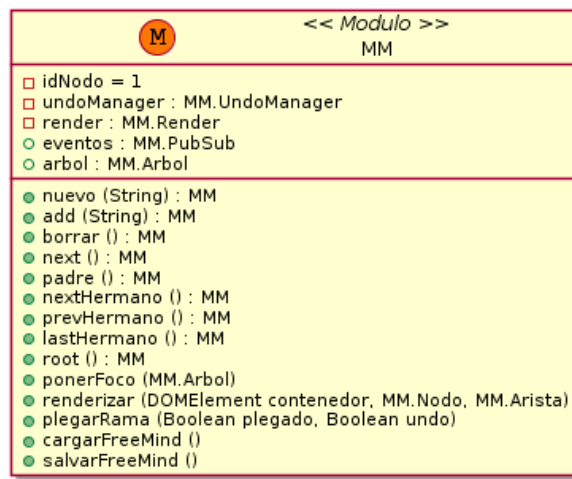 M
<< Modulo >>
MM
idNodo = 1
undoManager : MM.UndoManager
render : MM.Render
eventos : MM.PubSub
arbol : MM.Arbol
nuevo (String) : MM
add (String) : MM
borrar () : MM
next () : MM
padre () : MM
nextHermano () : MM
prevHermano () : MM
lastHermano () : MM
root () : MM
ponerFoco (MM.Arbol)
renderizar (DOMElement contenedor, MM.Nodo, MM.Arista)
plegarRama (Boolean plegado, Boolean undo)
cargarFreeMind ()
salvarFreeMind ()